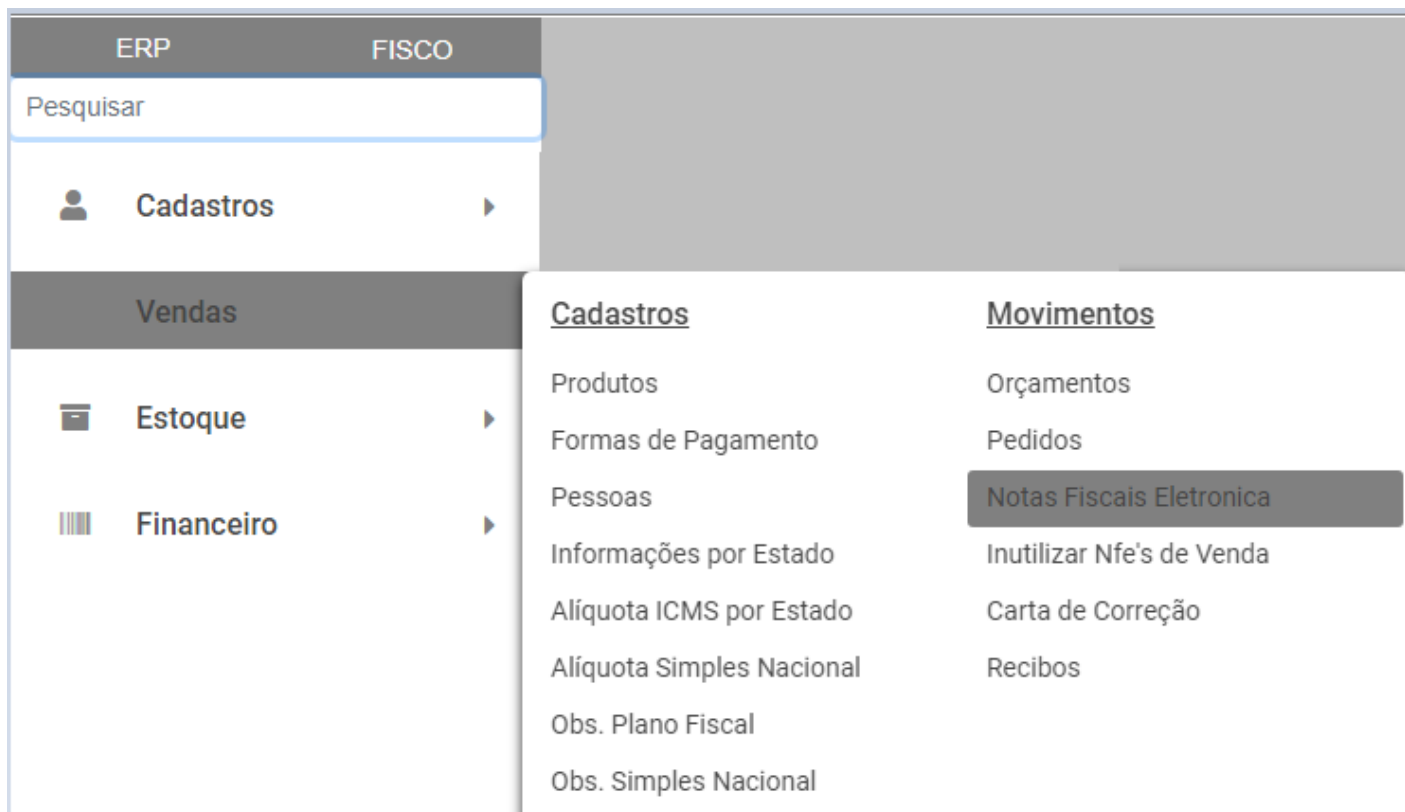 ERP FISCO
Pesquisar
Cadastros
Vendas
Estoque
Financeiro
Cadastros
Produtos
Formas de Pagamento
Pessoas
Informações por Estado
Alíquota ICMS por Estado
Alíquota Simples Nacional
Obs. Plano Fiscal
Obs. Simples Nacional
Movimentos
Orçamentos
Pedidos
Notas Fiscais Eletronica
Inutilizar Nfe's de Venda
Carta de Correção
Recibos